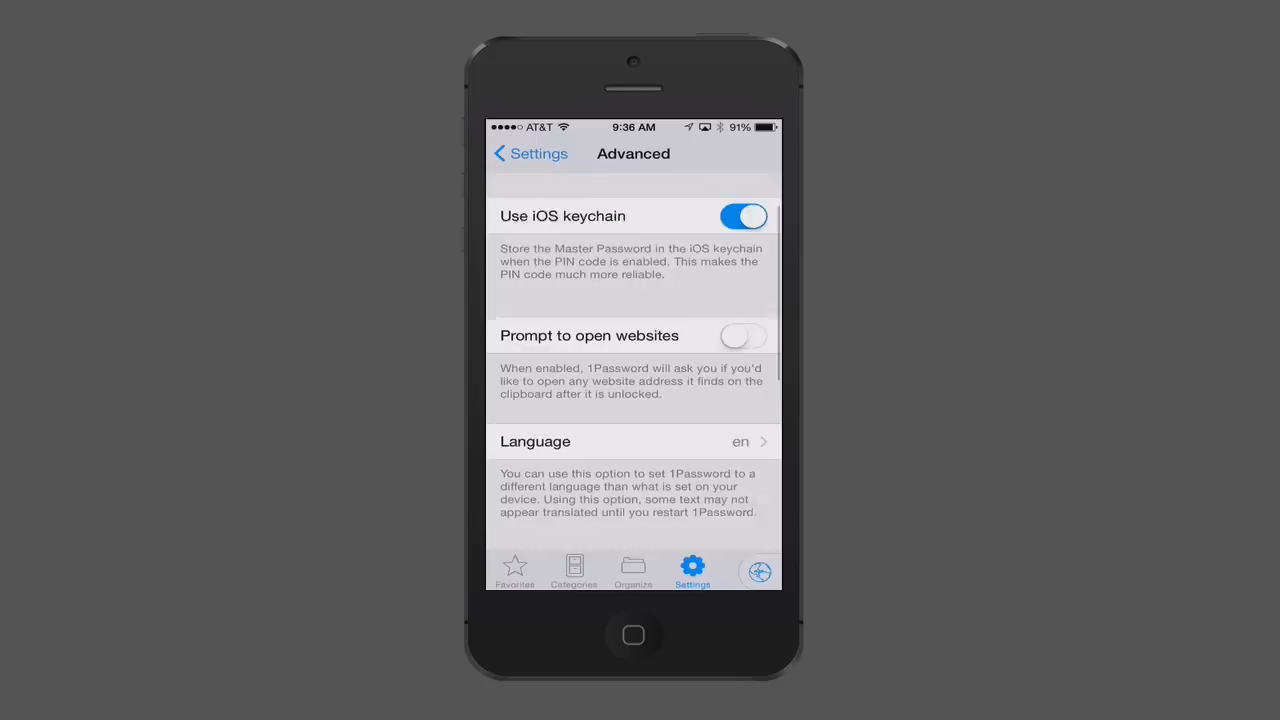 AT&T 9:36 AM 91%
Settings Advanced
Use iOS keychain
Store the Master Password in the iOS keychain
when the PIN code is enabled. This makes the
PIN code much more reliable.
Prompt to open websites
When enabled, 1Password will ask you if you'd
like to open any website address it finds on the
clipboard after it is unlocked.
Language en
You can use this option to set 1Password to a
different language than what is set on your
device. Using this option, some text may not
appear translated until you restart 1Password.
Favorites Categories Organize Settings